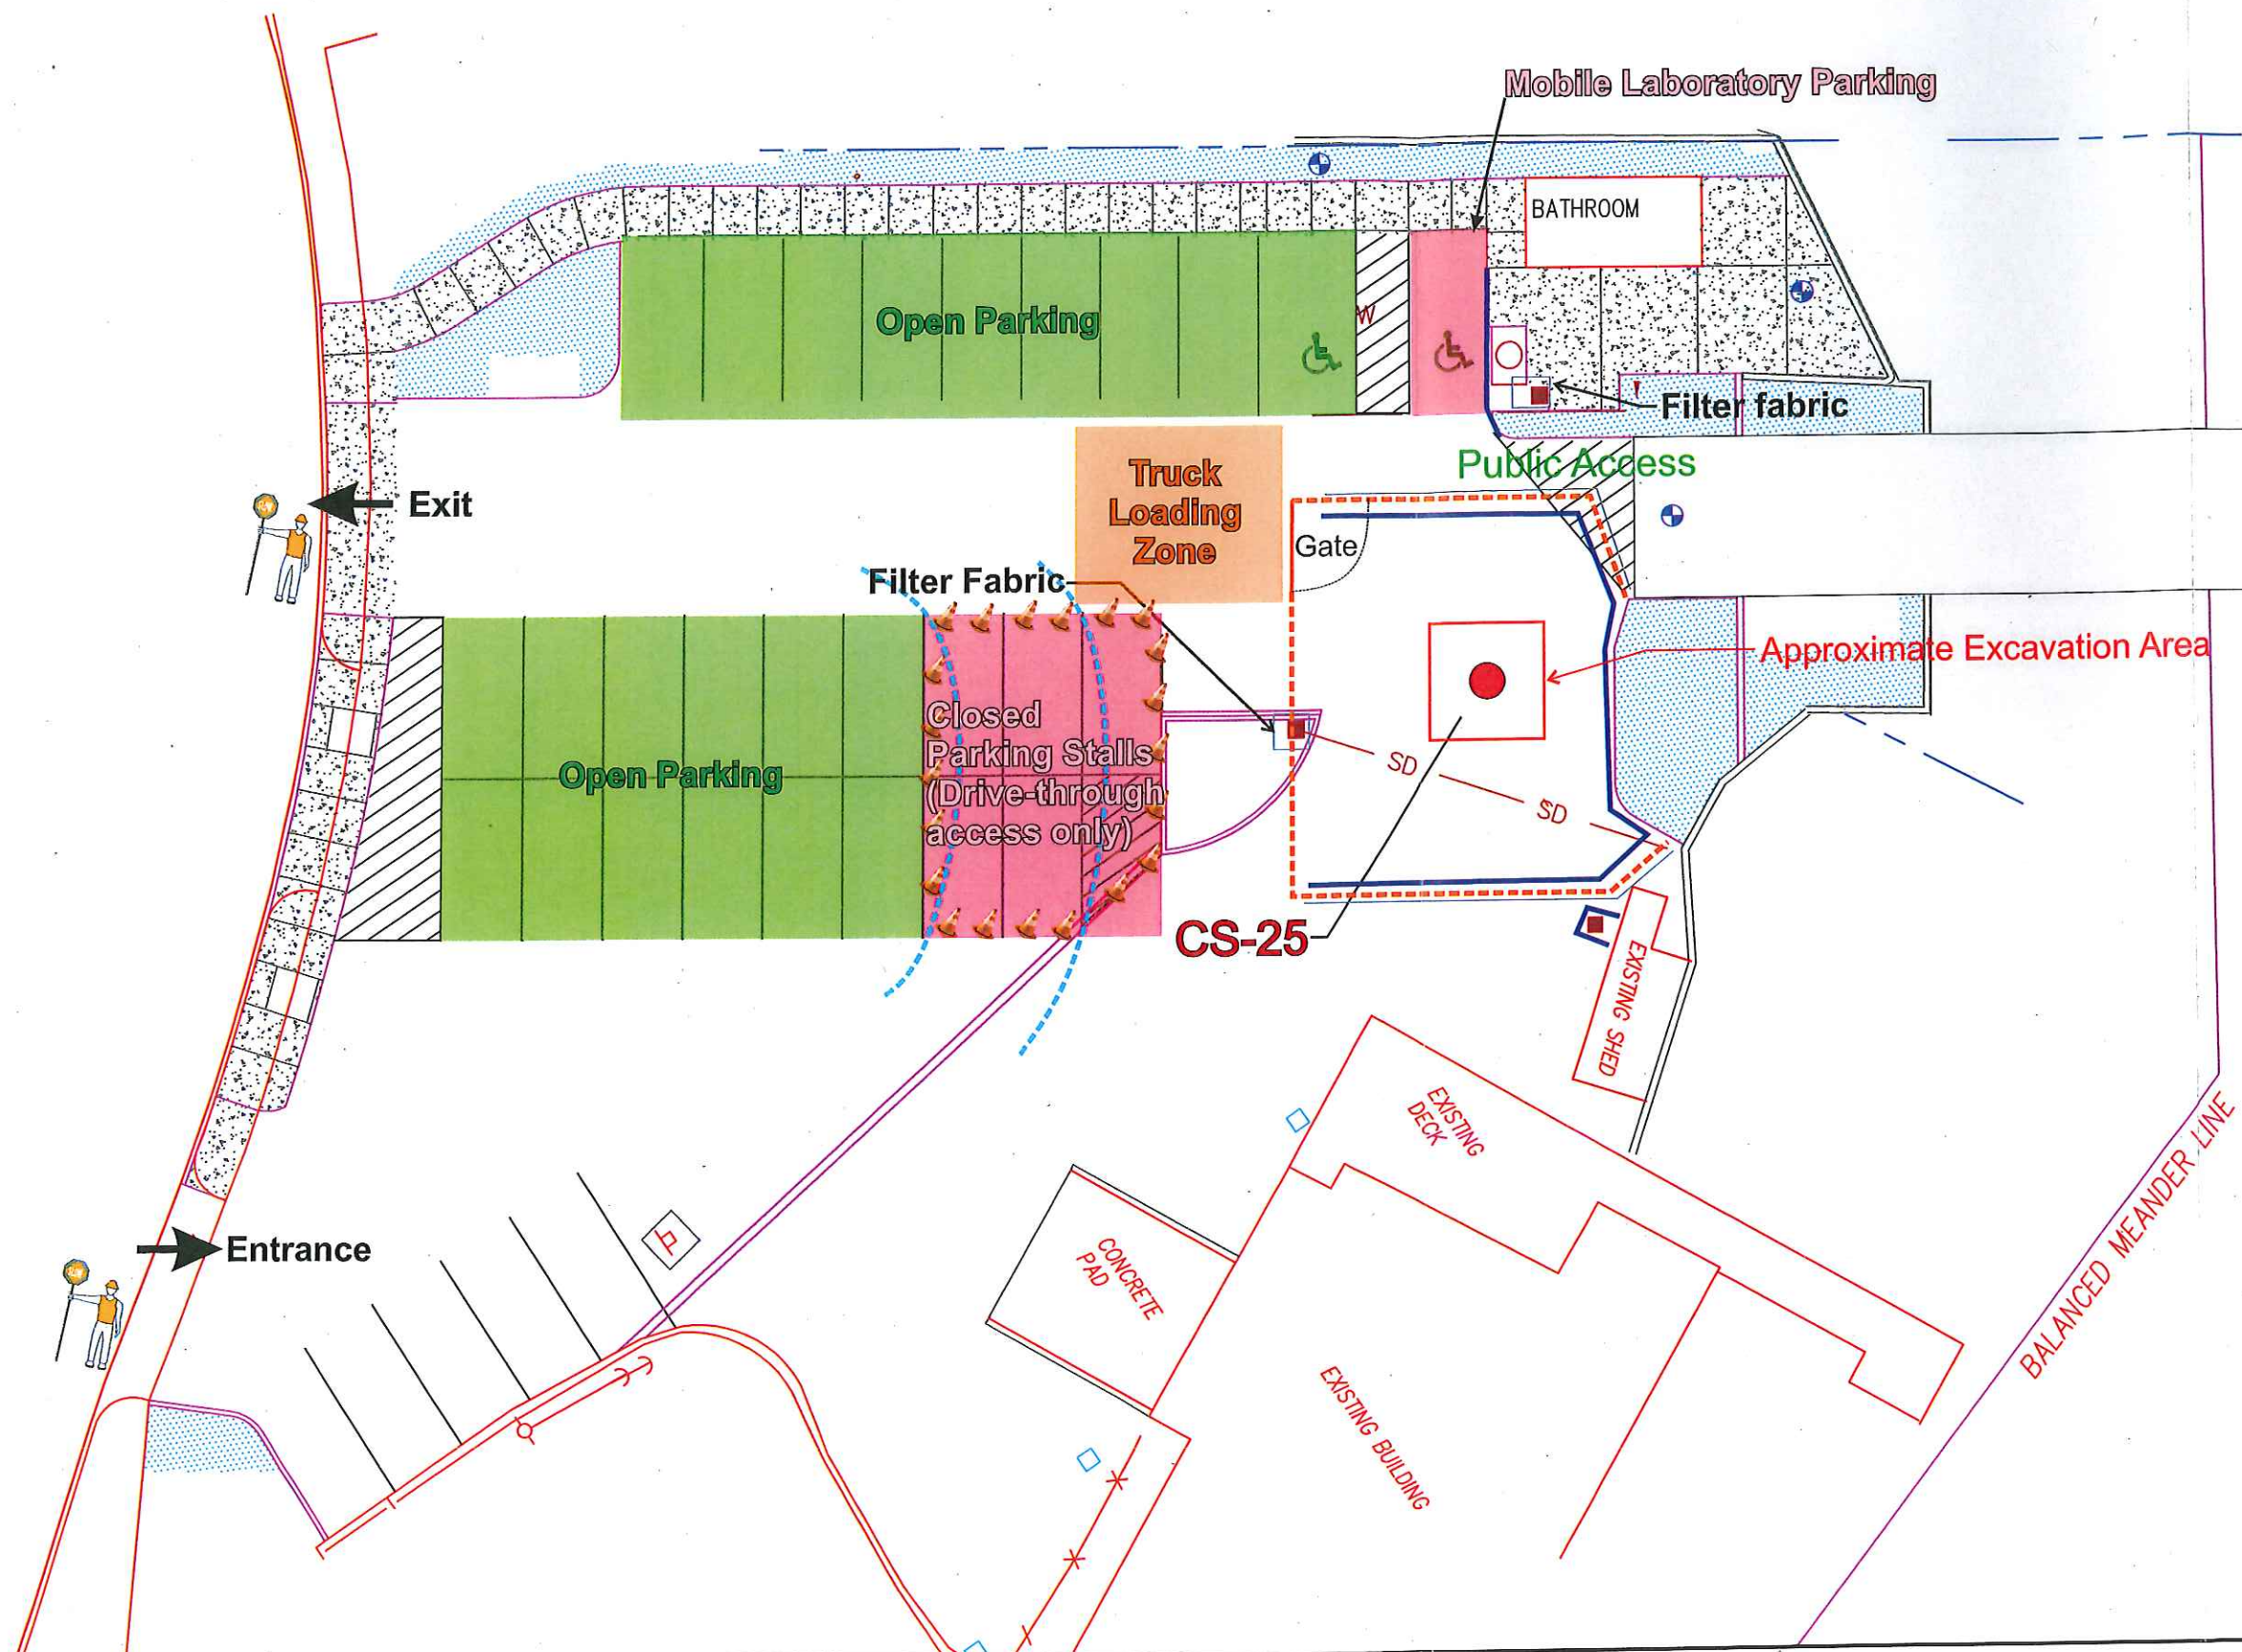 Mobile Laboratory Parking
BATHROOM
Open Parking
W
Filter fabric
Public Access
Truck
Loading
Zone
Exit
Gate
Filter Fabric
Approximate Excavation Area
Closed
Parking Stalls
(Drive-through
access only)
Open Parking
SD
SD
CS-25
EXISTING SHED
EXISTING
DECK
BALANCED MEANDER LINE
Entrance
CONCRETE
PAD
EXISTING BUILDING